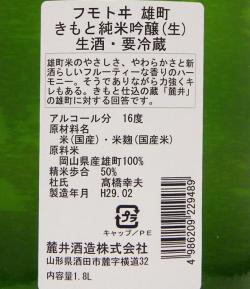 フモトヰ 雄町
きもと純米吟醸(生)
生酒・要冷蔵
雄町米のやさしさ、やわらかさと新
酒らしいフルーティーな香りのハーモ
ニー。そうでありながら力強くキ
レもある。きもと仕込の蔵「麓井」
の雄町に対する回答です。
アルコール分 16度
原材料名
米(国産)・米麹(国産米)
原料米
岡山県産雄町100%
精米歩合 50%
杜氏 高橋幸夫
製造年月 H29.02
プラ
キャップ/PE
麓井酒造株式会社
山形県酒田市麓字横道32
内容量1.8L
4986209229489